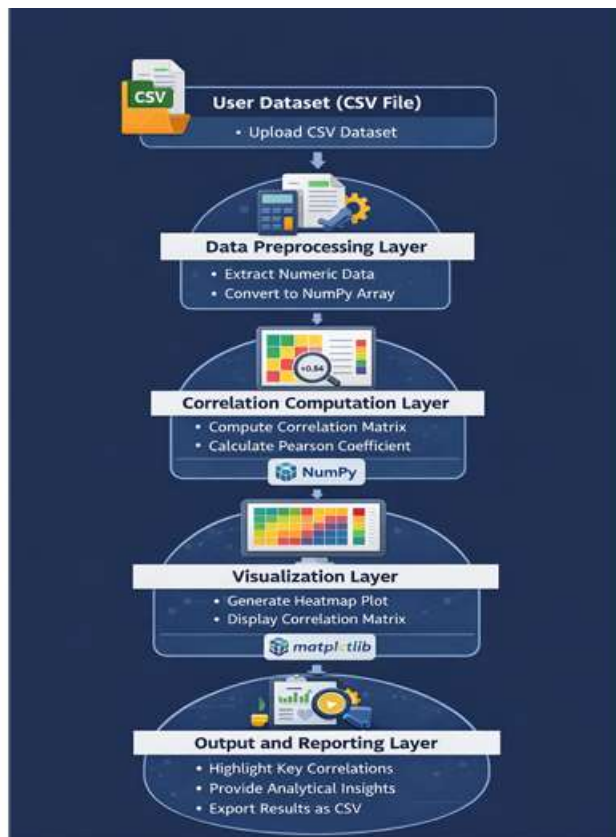 CSV
User Dataset (CSV File)
• Upload CSV Dataset
Data Preprocessing Layer
• Extract Numeric Data
• Convert to NumPy Array
+0.84
Correlation Computation Layer
• Compute Correlation Matrix
• Calculate Pearson Coefficient
NumPy
Visualization Layer
• Generate Heatmap Plot
• Display Correlation Matrix
matplotlib
Output and Reporting Layer
• Highlight Key Correlations
• Provide Analytical Insights
• Export Results as CSV